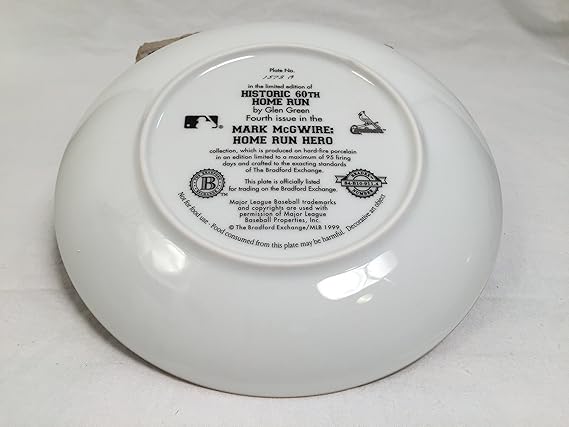 Plate No.
in the limited edition of
HISTORIC 60TH
HOME RUN
by Glen Green
Fourth issue in the
MARK McGWIRE:
HOME RUN HERO
collection, which is produced on hard-fire porcelain
in an edition limited to a maximum of 95 firing
days and crafted to the exacting standards
of The Bradford Exchange.
This plate is officially listed
for trading on the Bradford Exchange.
Major League Baseball trademarks
and copyrights are used with
permission of Major League
Baseball Properties, Inc.
© The Bradford Exchange/MLB 1999
B
TM
Not for food use - Food consumed from this plate may be harmful. Decorative art object